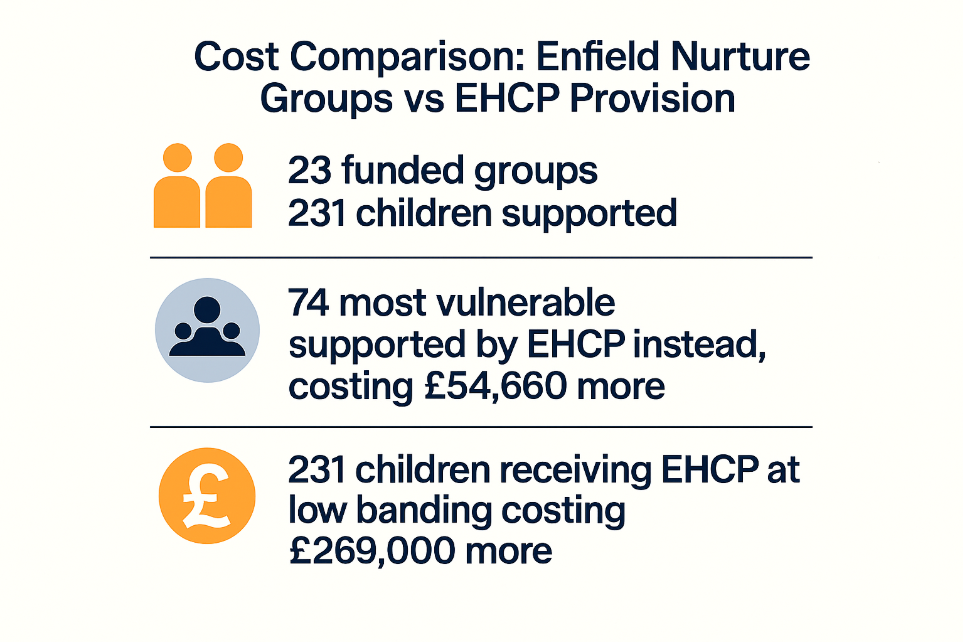 Cost Comparison: Enfield Nurture
Groups vs EHCP Provision
23 funded groups
231 children supported
74 most vulnerable
supported by EHCP instead,
costing £54,660 more
£
231 children receiving EHCP at
low banding costing
£269,000 more